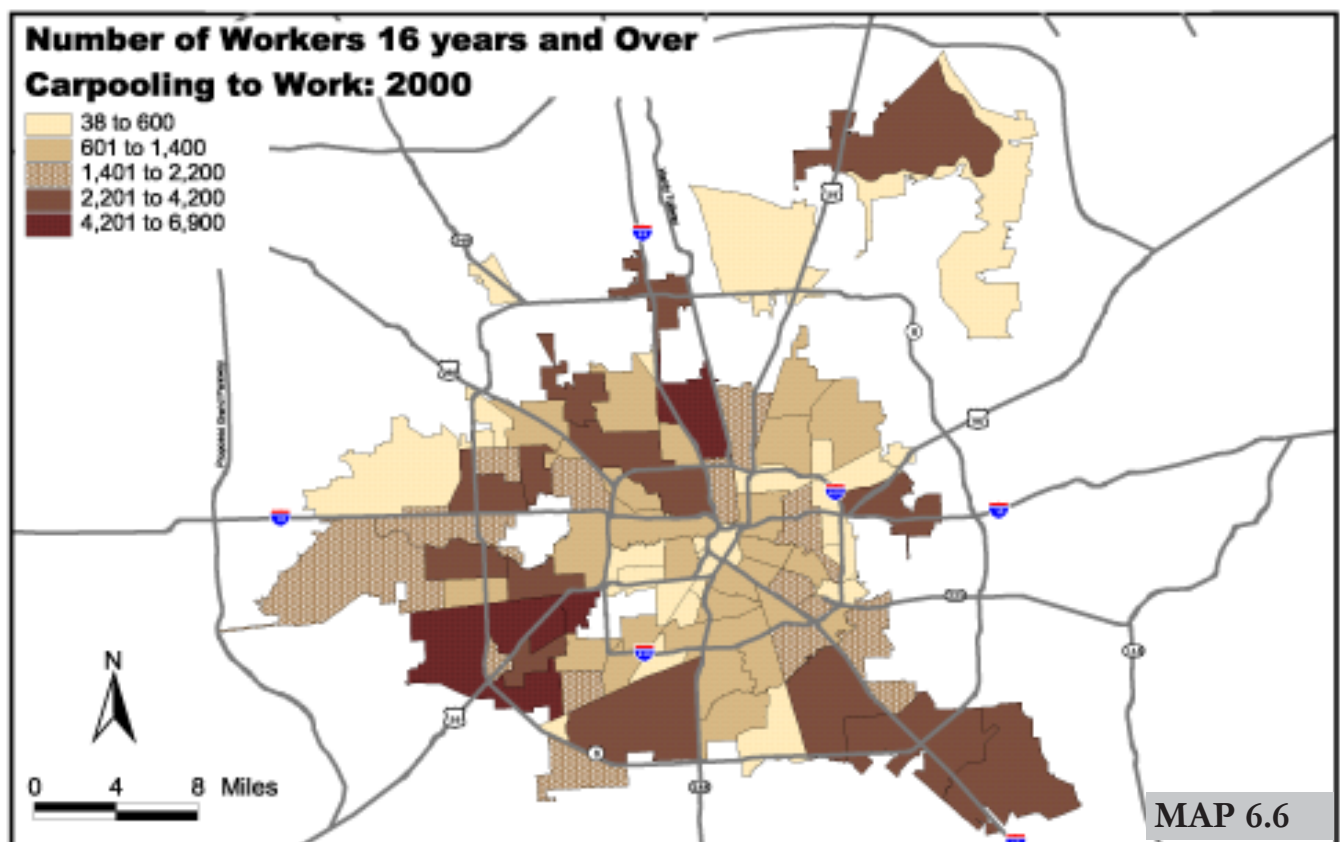 Number of Workers 16 years and Over
Carpooling to Work: 2000
38 to 600
601 to 1,400
1,401 to 2,200
2,201 to 4,200
4,201 to 6,900
N
0 4 8 Miles
MAP 6.6